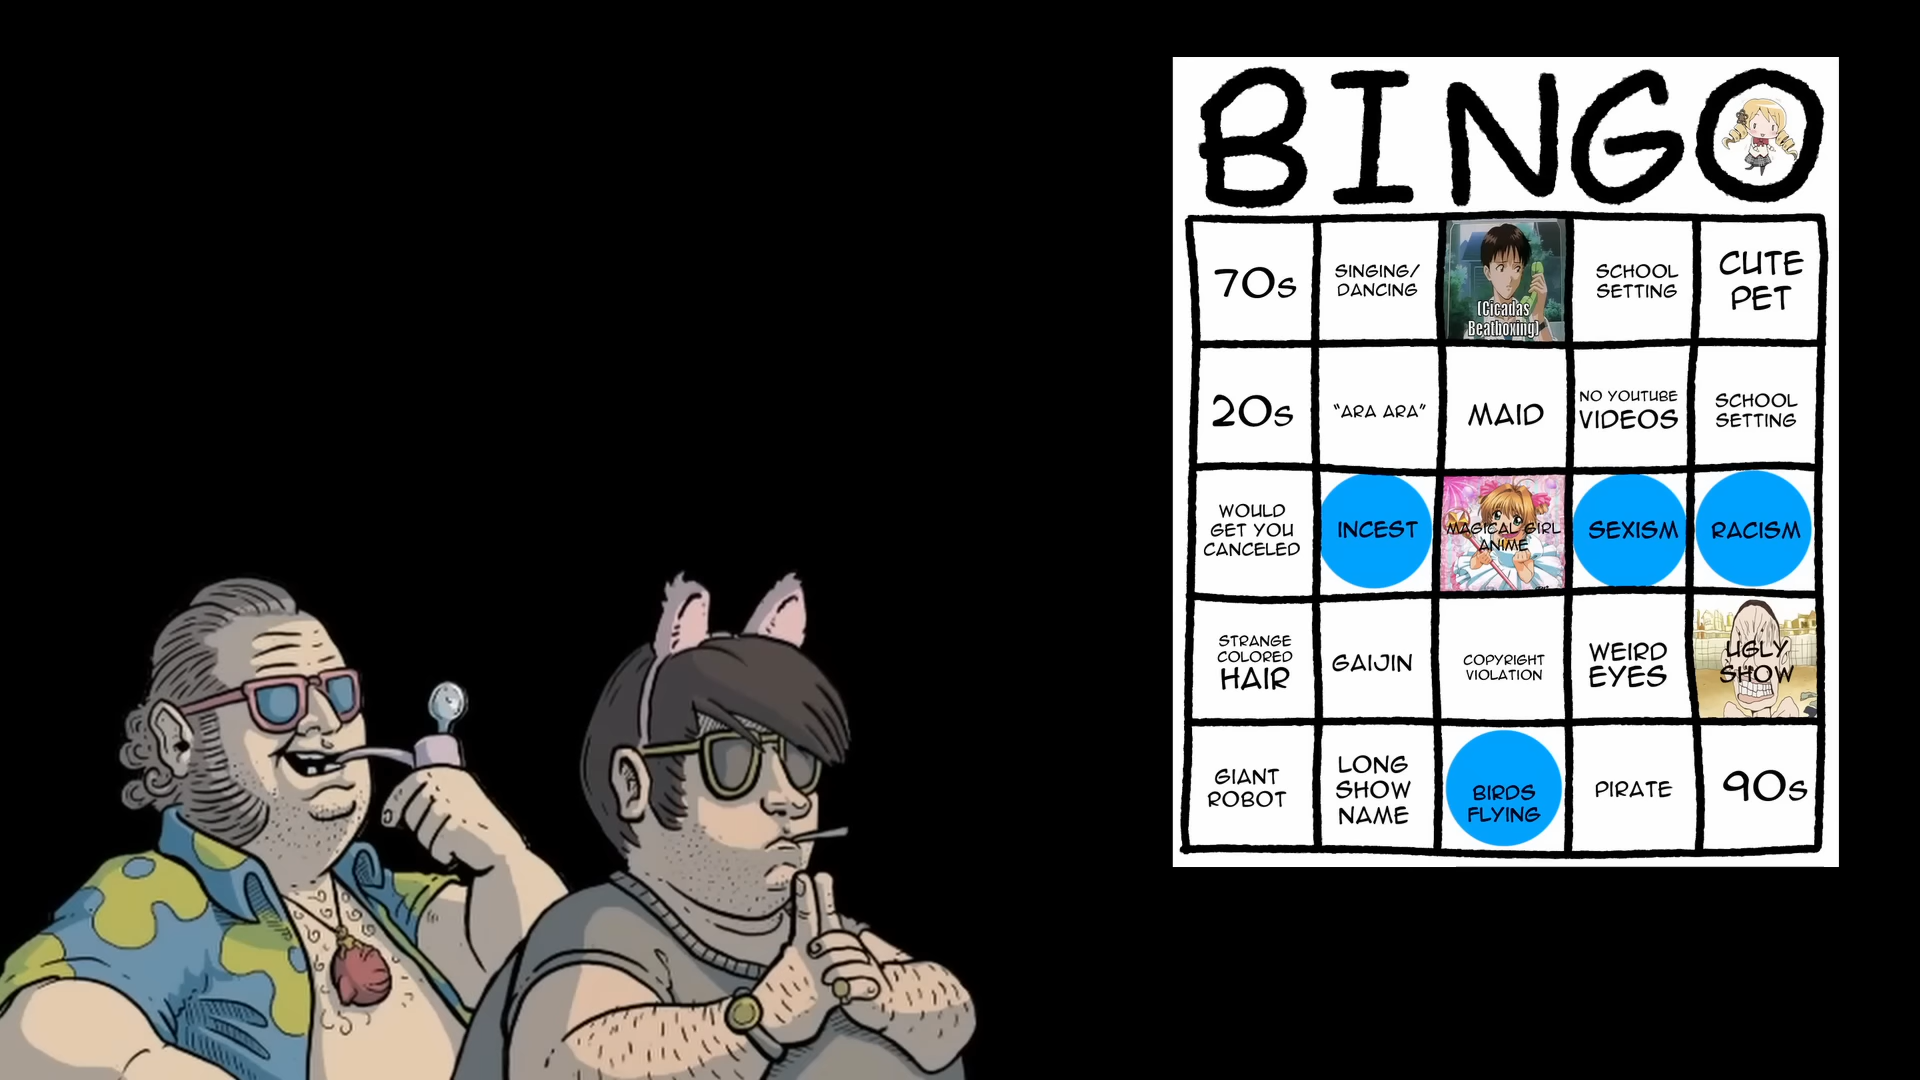 BINGO
70s
SINGING/
DANCING
(Cicadas
Beatboxing)
SCHOOL
SETTING
CUTE
PET
20s
"ARA ARA"
MAID
NO YOUTUBE
VIDEOS
SCHOOL
SETTING
WOULD
GET YOU
CANCELED
INCEST
MAGICAL GIRL
ANIME
SEXISM
RACISM
STRANGE
COLORED
HAIR
GAIJIN
COPYRIGHT
VIOLATION
WEIRD
EYES
UGLY
SHOW
GIANT
ROBOT
LONG
SHOW
NAME
BIRDS
FLYING
PIRATE
90s